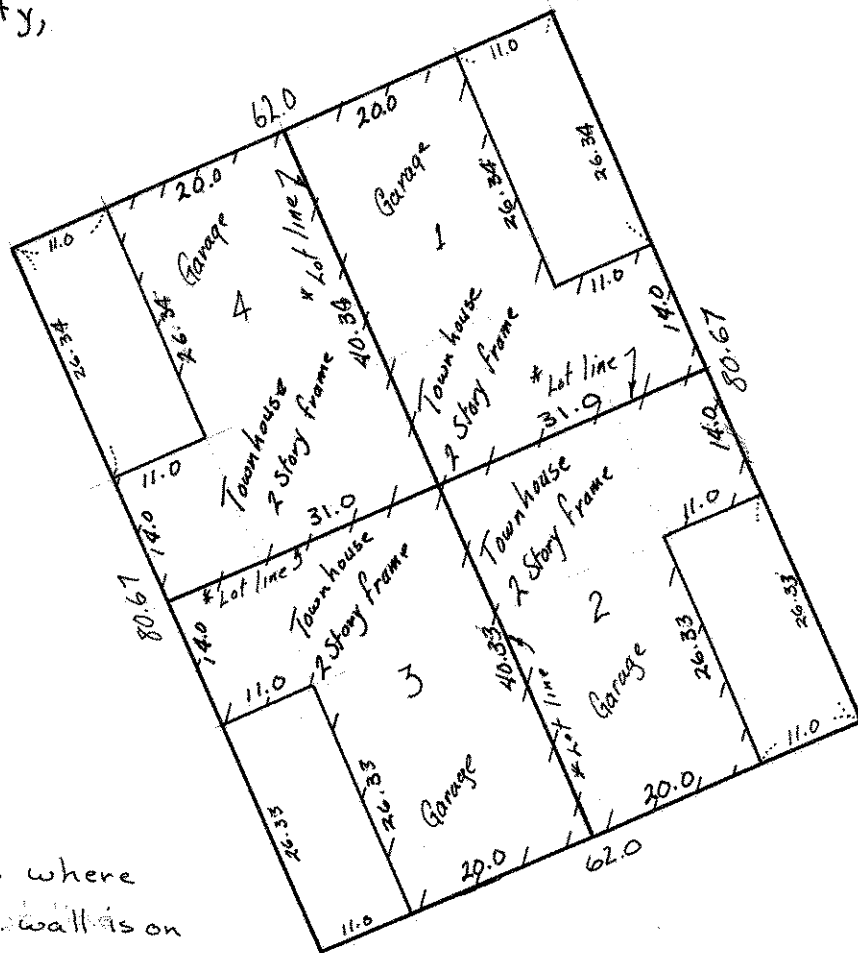 ty,
62.0
11.0
20.0
26.34
Garage
26.34
1
11.0
14.0
80.67
Townhouse
2 Story frame
* Lot line
31.0
* Lot line
40.34
20.0
11.0
26.34
Garage
4
26.34
11.0
Townhouse
2 Story frame
14.0
31.0
80.67
* Lot line
14.0
Townhouse
2 Story frame
11.0
3
26.33
26.33
Garage
20.0
11.0
40.33
* Lot line
14.0
Townhouse
2 Story frame
11.0
2
26.33
26.33
Garage
20.0
11.0
62.0
where
wall is on